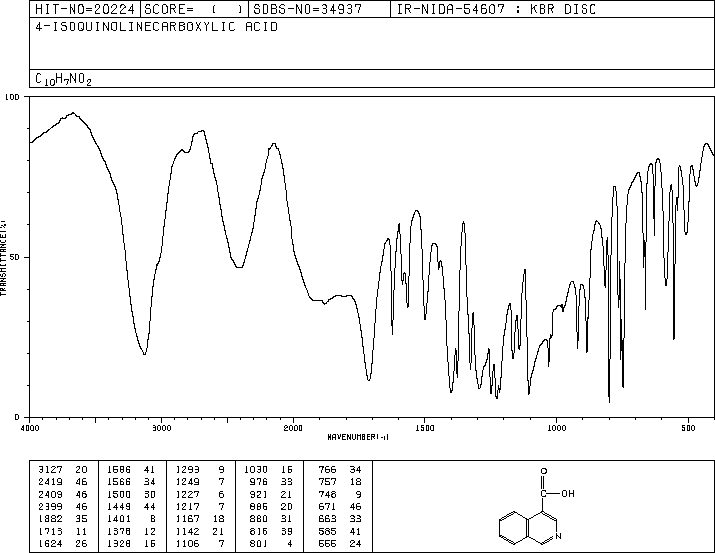 HIT-NO=20224 SCORE= ( ) SDBS-NO=34937 IR-NIDA-54607 : KBR DISC
4-ISOQUINOLINECARBOXYLIC ACID
C10H7NO2
100
50
0
TRANSMITTANCE(%)
4000 3000 2000 1500 1000 500
WAVENUMBER(-1)
3127 20 1586 41 1293 9 1030 16 766 34
2419 46 1566 34 1249 7 976 33 757 18
2409 46 1500 30 1227 6 921 21 748 9
2399 46 1449 44 1217 7 886 20 671 46
1882 35 1401 8 1167 18 880 31 663 33
1713 11 1378 12 1142 21 816 39 585 41
1624 26 1328 16 1106 7 801 4 555 24
O
C OH
N